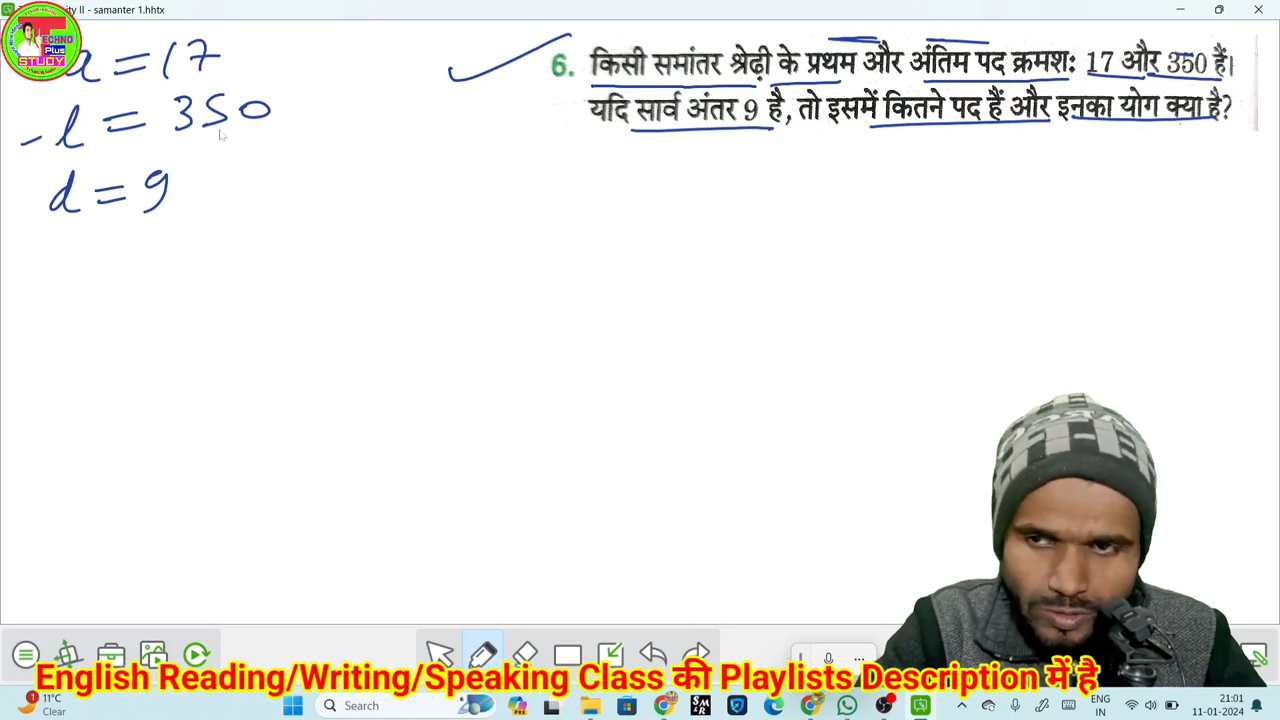 ity II - samanter 1.hhtx
TECHNO
Plus
STUDY
a = 17
l = 350
d = 9
6. किसी समांतर श्रेढ़ी के प्रथम और अंतिम पद क्रमशः 17 और 350 हैं।
यदि सार्व अंतर 9 है, तो इसमें कितने पद हैं और इनका योग क्या है?
English Reading/Writing/Speaking Class की Playlists Description में है
1
11°C
Clear
Search
PRE
ENG
IN
21:01
11-01-2024